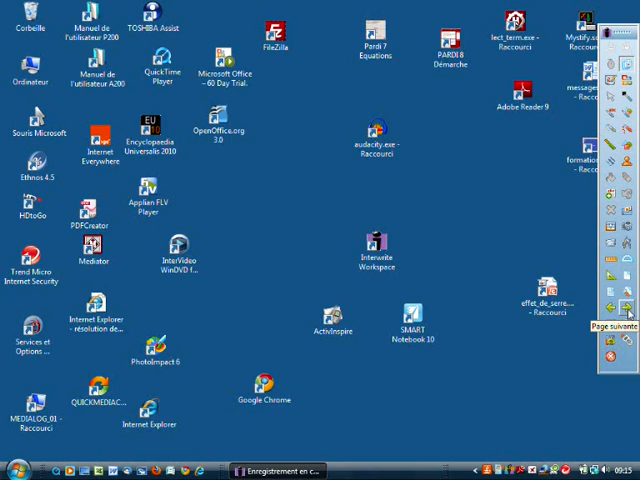 Corbeille
Manuel de
l'utilisateur P200
TOSHIBA Assist
FileZilla
Pardi 7
Equations
PARDI 8
Démarche
lect_term.exe -
Raccourci
Mystify.sc
- Raccou
Ordinateur
Manuel de
l'utilisateur A200
QuickTime
Player
Microsoft Office
– 60 Day Trial.
messages
- Racco
Adobe Reader 9
Souris Microsoft
Internet
Everywhere
EU
10
Encyclopaedia
Universalis 2010
OpenOffice.org
3.0
audacity.exe -
Raccourci
formation
- Racco
Ethnos 4.5
HDtoGo
PDFCreator
Applian FLV
Player
Mediator
InterVideo
WinDVD f...
Interwrite
Workspace
Trend Micro
Internet Security
effet_de_serre....
- Raccourci
Internet Explorer
- résolution de...
ActivInspire
SMART
Notebook 10
Page suivante
Services et
Options ...
PhotoImpact 6
QUICKMEDIAC...
Google Chrome
MEDIALOG_01 -
Raccourci
Internet Explorer
Enregistrement en c...
09:15